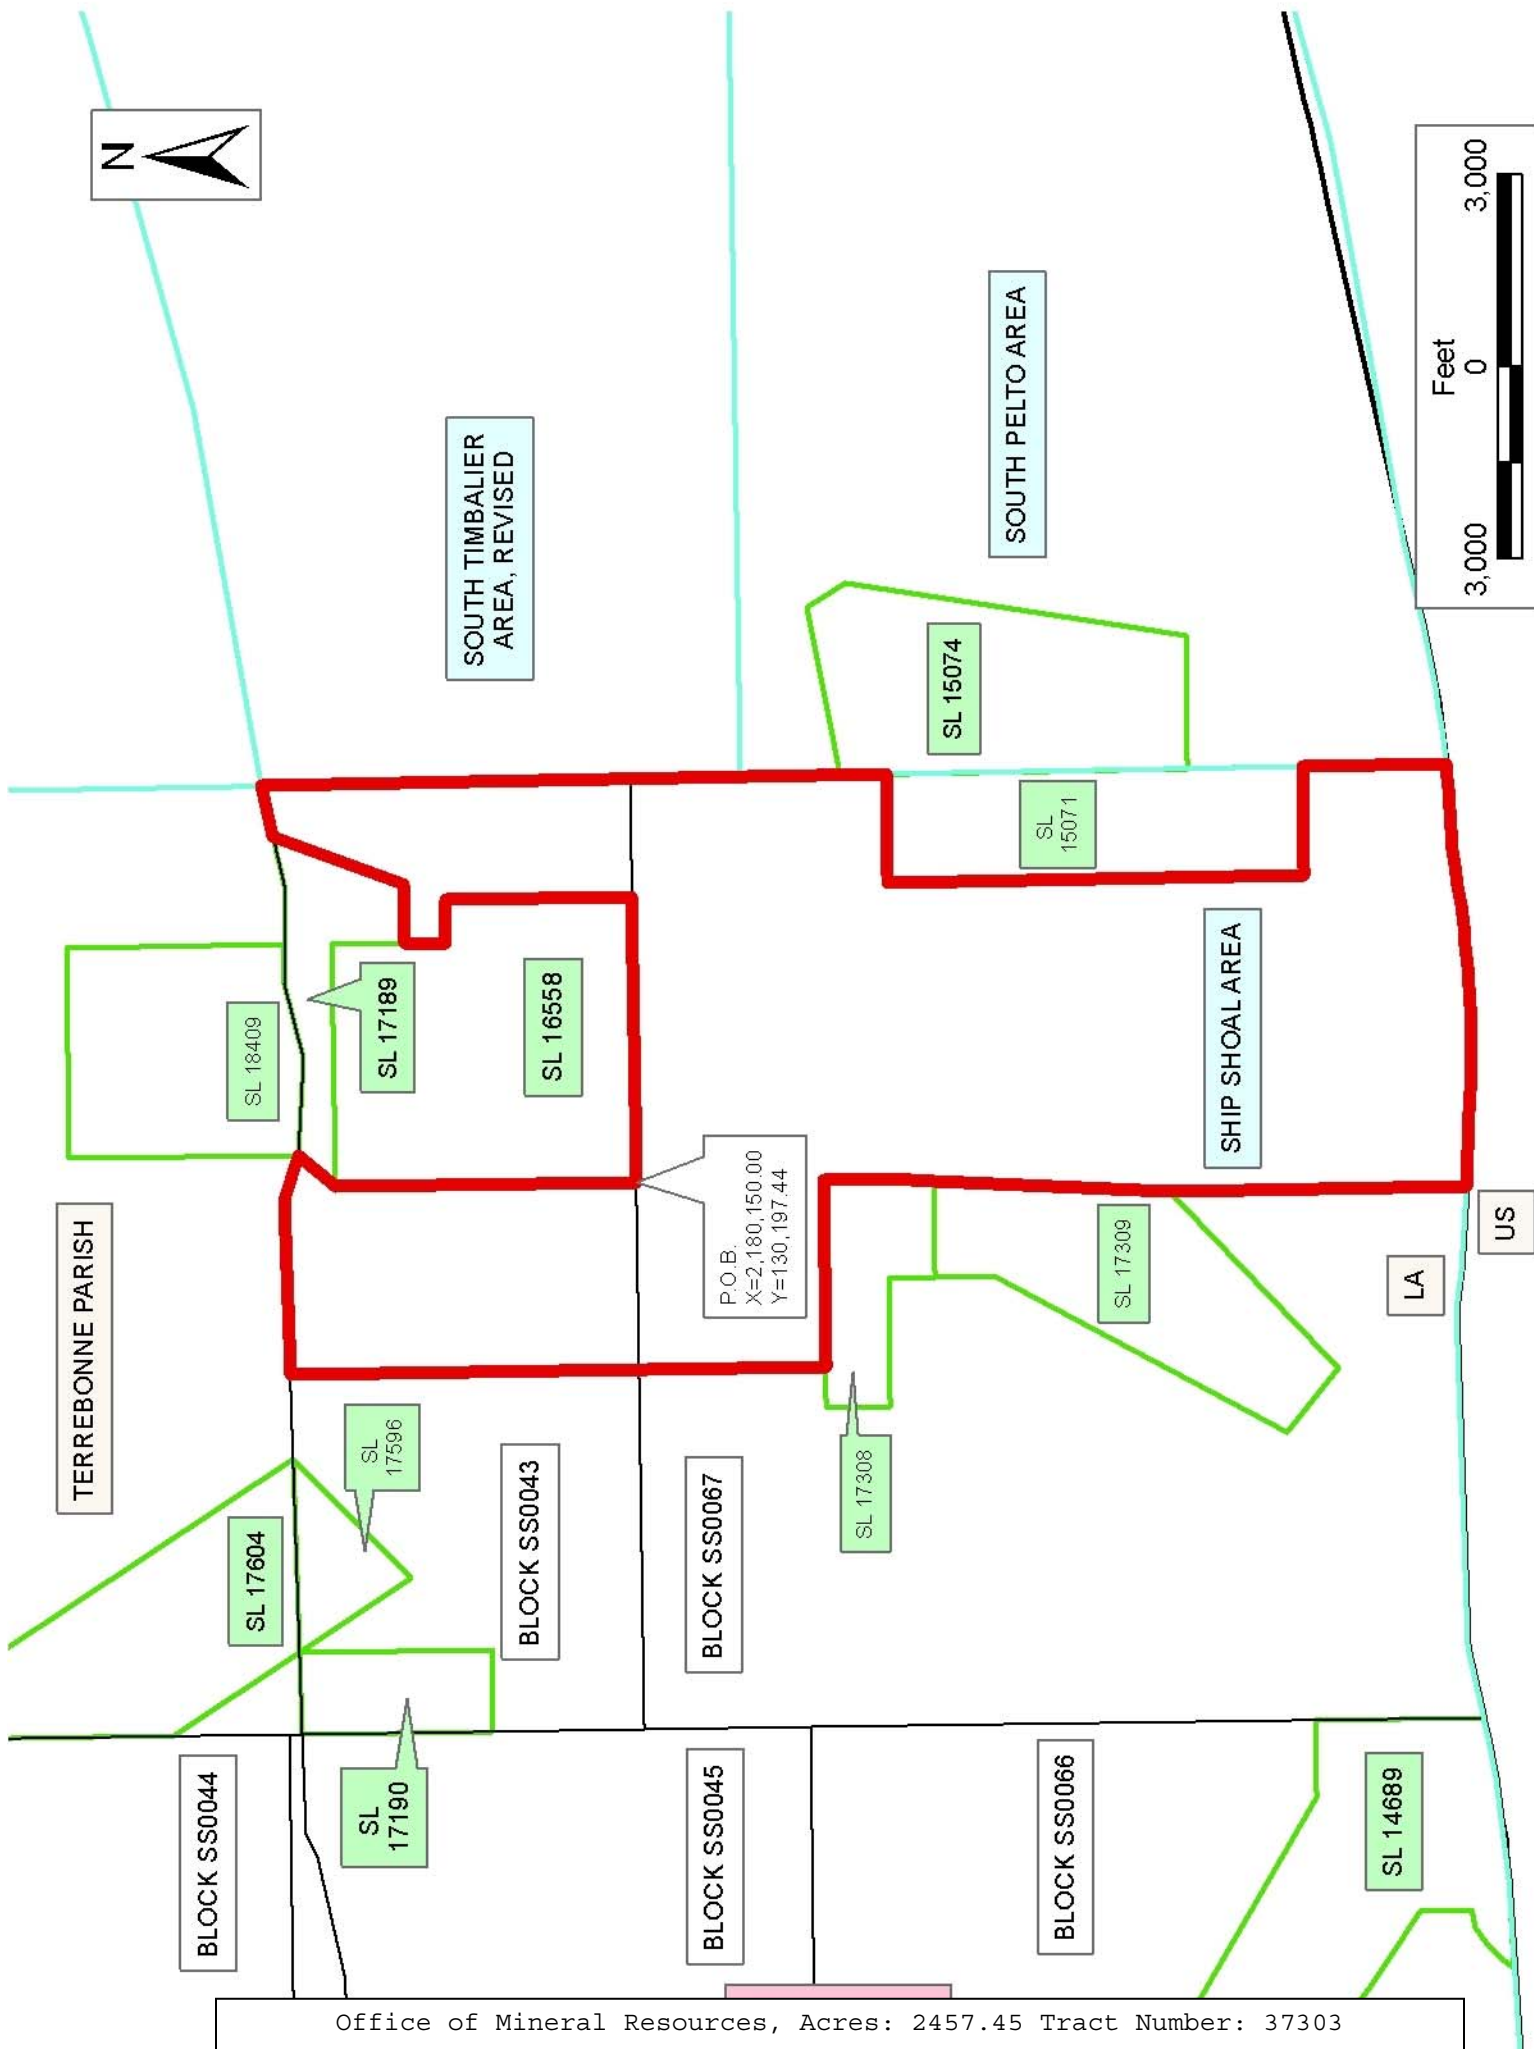 N
TERREBONNE PARISH
SOUTH TIMBALIER
AREA, REVISED
SOUTH PELTO AREA
SHIP SHOAL AREA
BLOCK SS0044
SL 17604
SL 18409
SL
17190
SL
17596
SL 17189
BLOCK SS0043
SL 16558
BLOCK SS0045
BLOCK SS0067
P.O.B.
X=2,180,150.00
Y=130,197.44
SL 17308
SL 15074
SL
15071
BLOCK SS0066
SL 17309
SL 14689
LA
US
Feet
3,000
0
3,000
Office of Mineral Resources, Acres: 2457.45 Tract Number: 37303